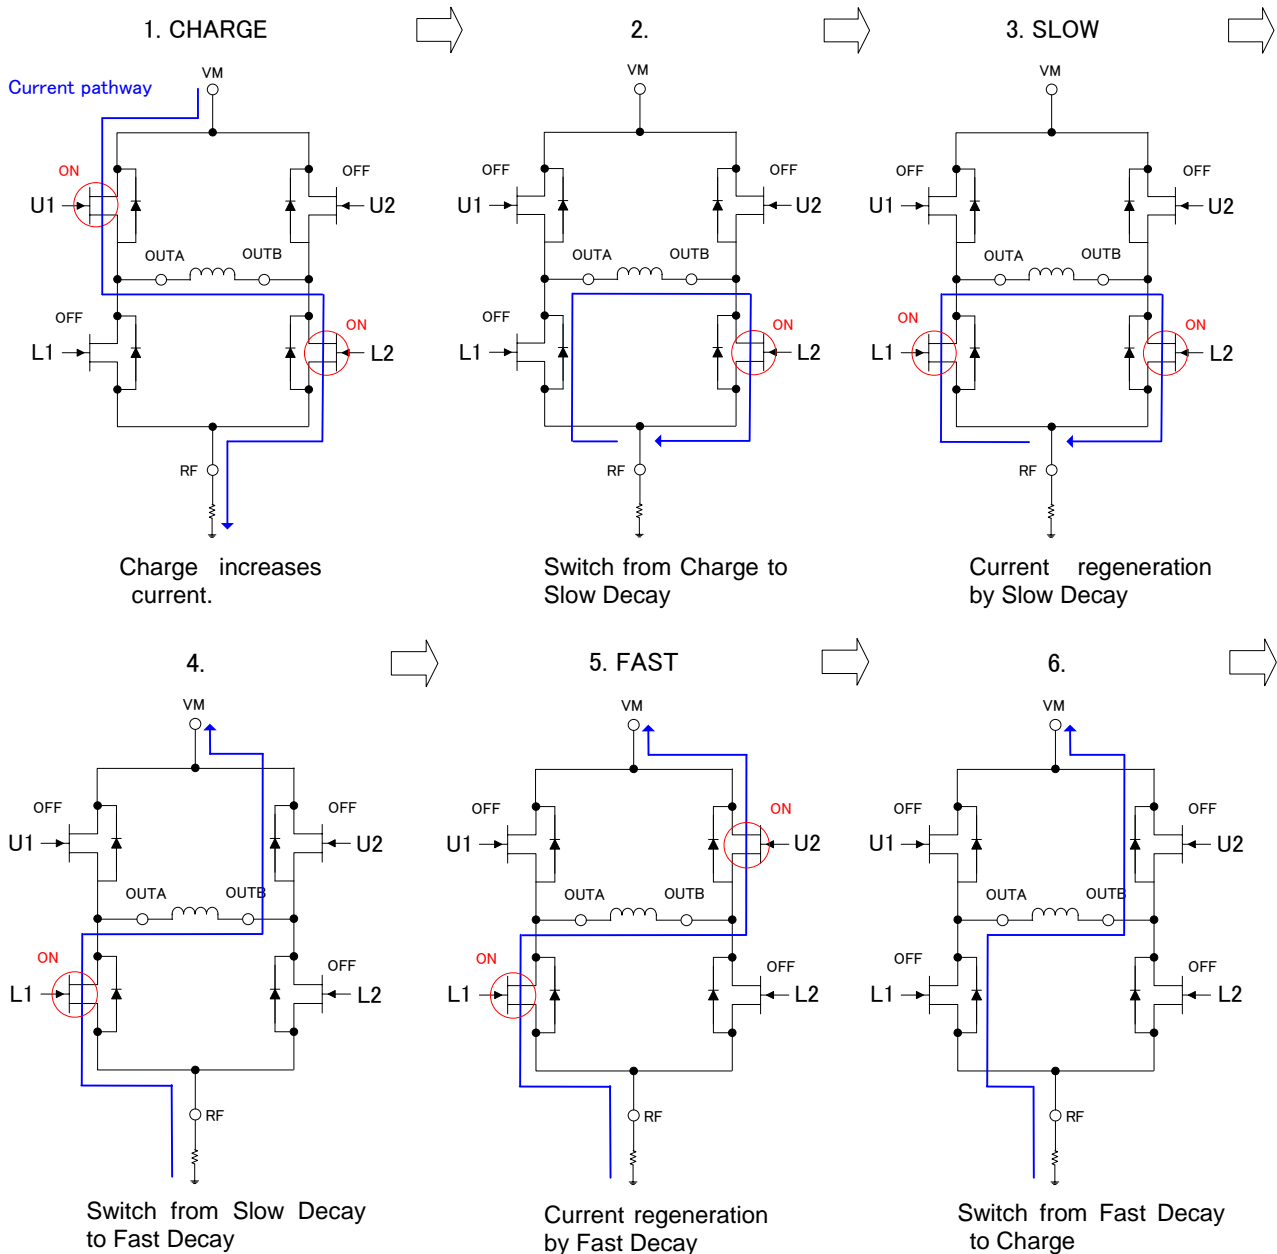 1. CHARGE
2.
3. SLOW
Current pathway
VM
ON
OFF
U1
U2
OUTA
OUTB
OFF
ON
L1
L2
RF
Charge increases
current.
VM
OFF
OFF
U1
U2
OUTA
OUTB
OFF
ON
L1
L2
RF
Switch from Charge to
Slow Decay
VM
OFF
OFF
U1
U2
OUTA
OUTB
ON
ON
L1
L2
RF
Current regeneration
by Slow Decay
4.
5. FAST
6.
VM
OFF
OFF
U1
U2
OUTA
OUTB
ON
OFF
L1
L2
RF
Switch from Slow Decay
to Fast Decay
VM
OFF
ON
U1
U2
OUTA
OUTB
ON
OFF
L1
L2
RF
Current regeneration
by Fast Decay
VM
OFF
OFF
U1
U2
OUTA
OUTB
OFF
OFF
L1
L2
RF
Switch from Fast Decay
to Charge